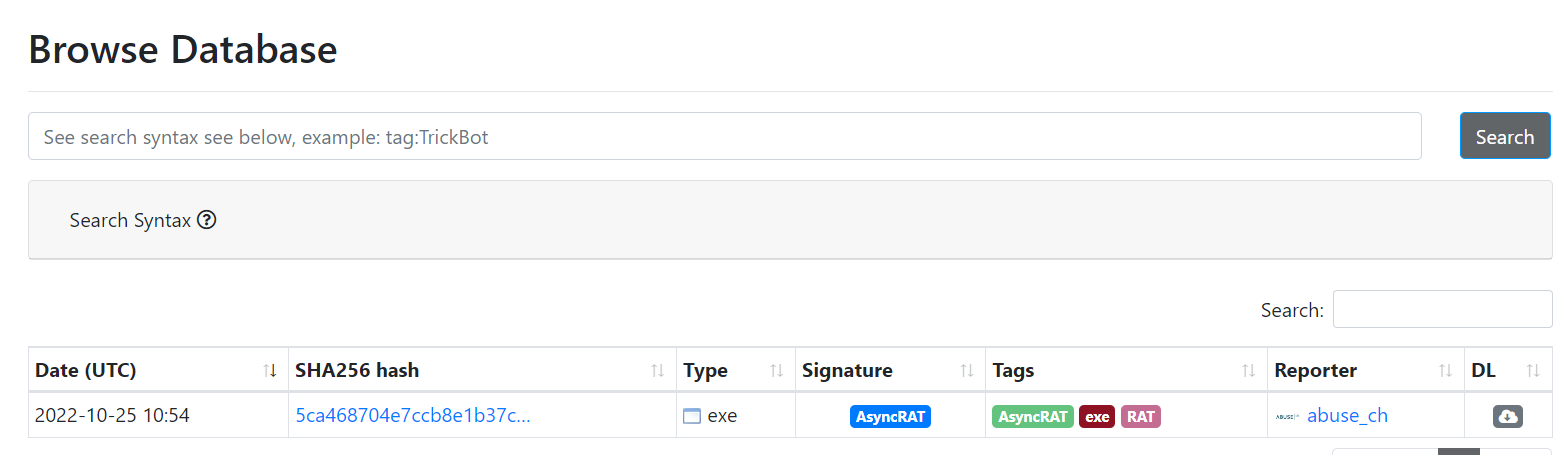 Browse Database
See search syntax see below, example: tag:TrickBot
Search
Search Syntax
Search:
Date (UTC) SHA256 hash Type Signature Tags Reporter DL
2022-10-25 10:54 5ca468704e7ccb8e1b37c... exe AsyncRAT AsyncRAT exe RAT ABUSE abuse_ch